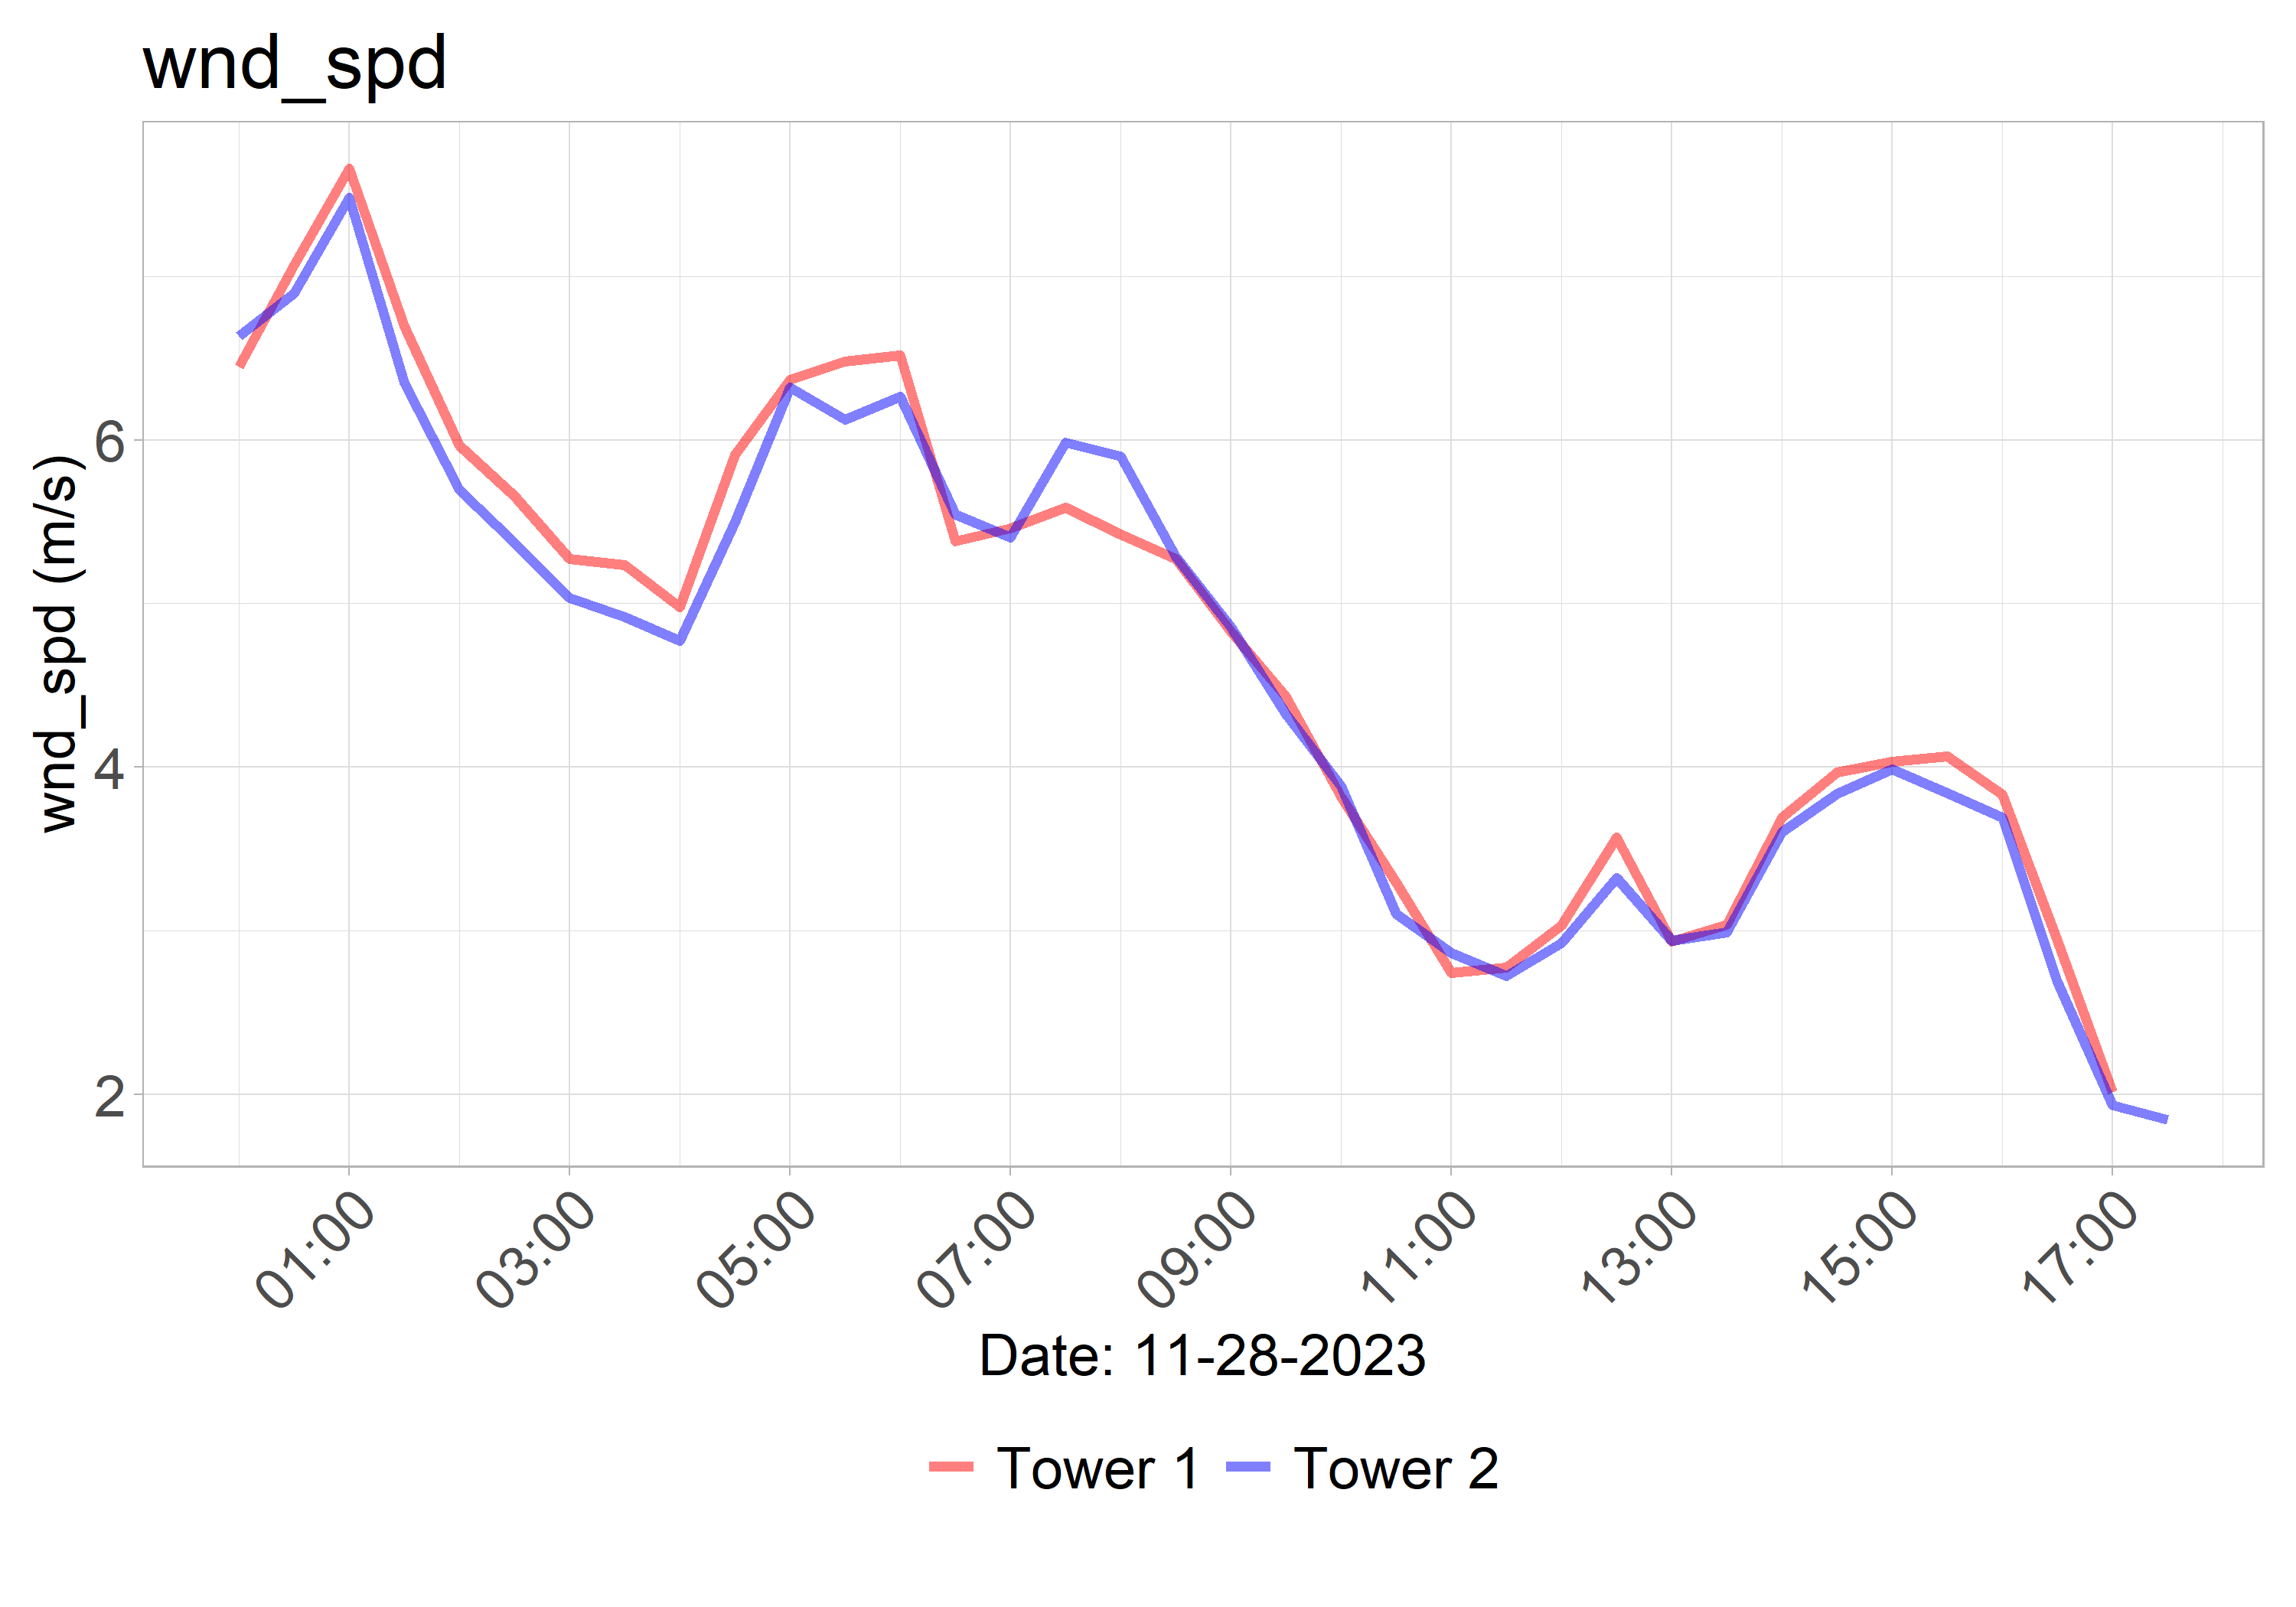 wnd_spd
wnd_spd (m/s)
6
4
2
01:00 03:00 05:00 07:00 09:00 11:00 13:00 15:00 17:00
Date: 11-28-2023
Tower 1 Tower 2